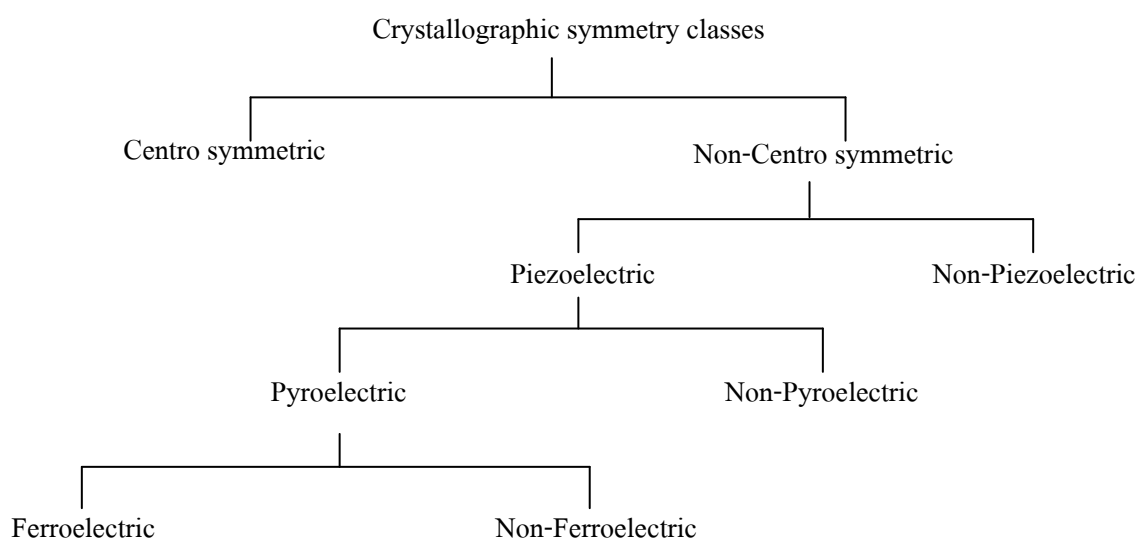 Crystallographic symmetry classes
Centro symmetric
Non-Centro symmetric
Piezoelectric
Non-Piezoelectric
Pyroelectric
Non-Pyroelectric
Ferroelectric
Non-Ferroelectric